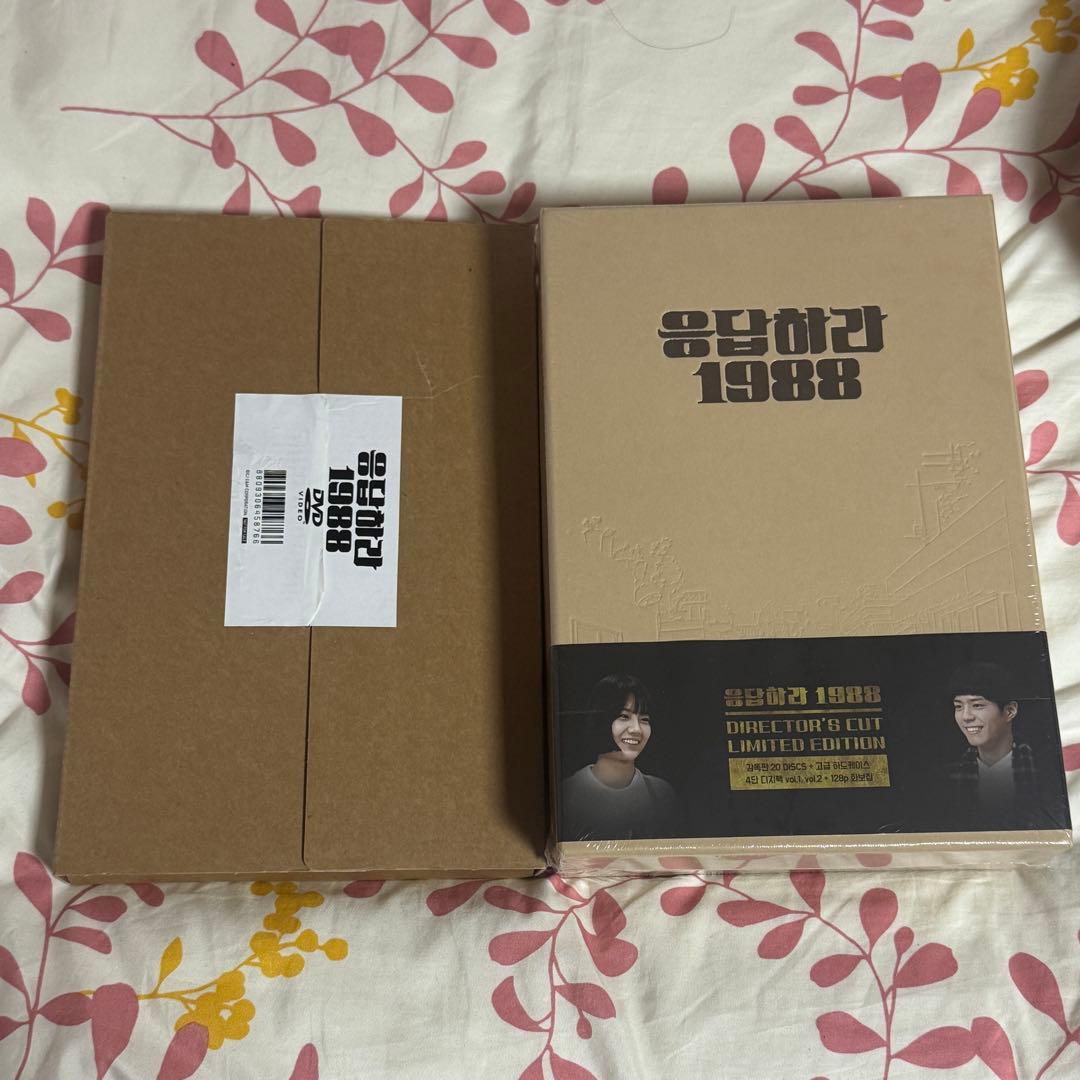 응답하라
1988
DVD
VIDEO
8809306458766
응답하라
1988
응답하라 1988
DIRECTOR'S CUT
LIMITED EDITION
감독판 20 DISCS + 고급 하드케이스
4단 디지팩 vol.1, vol.2 + 128p 화보집